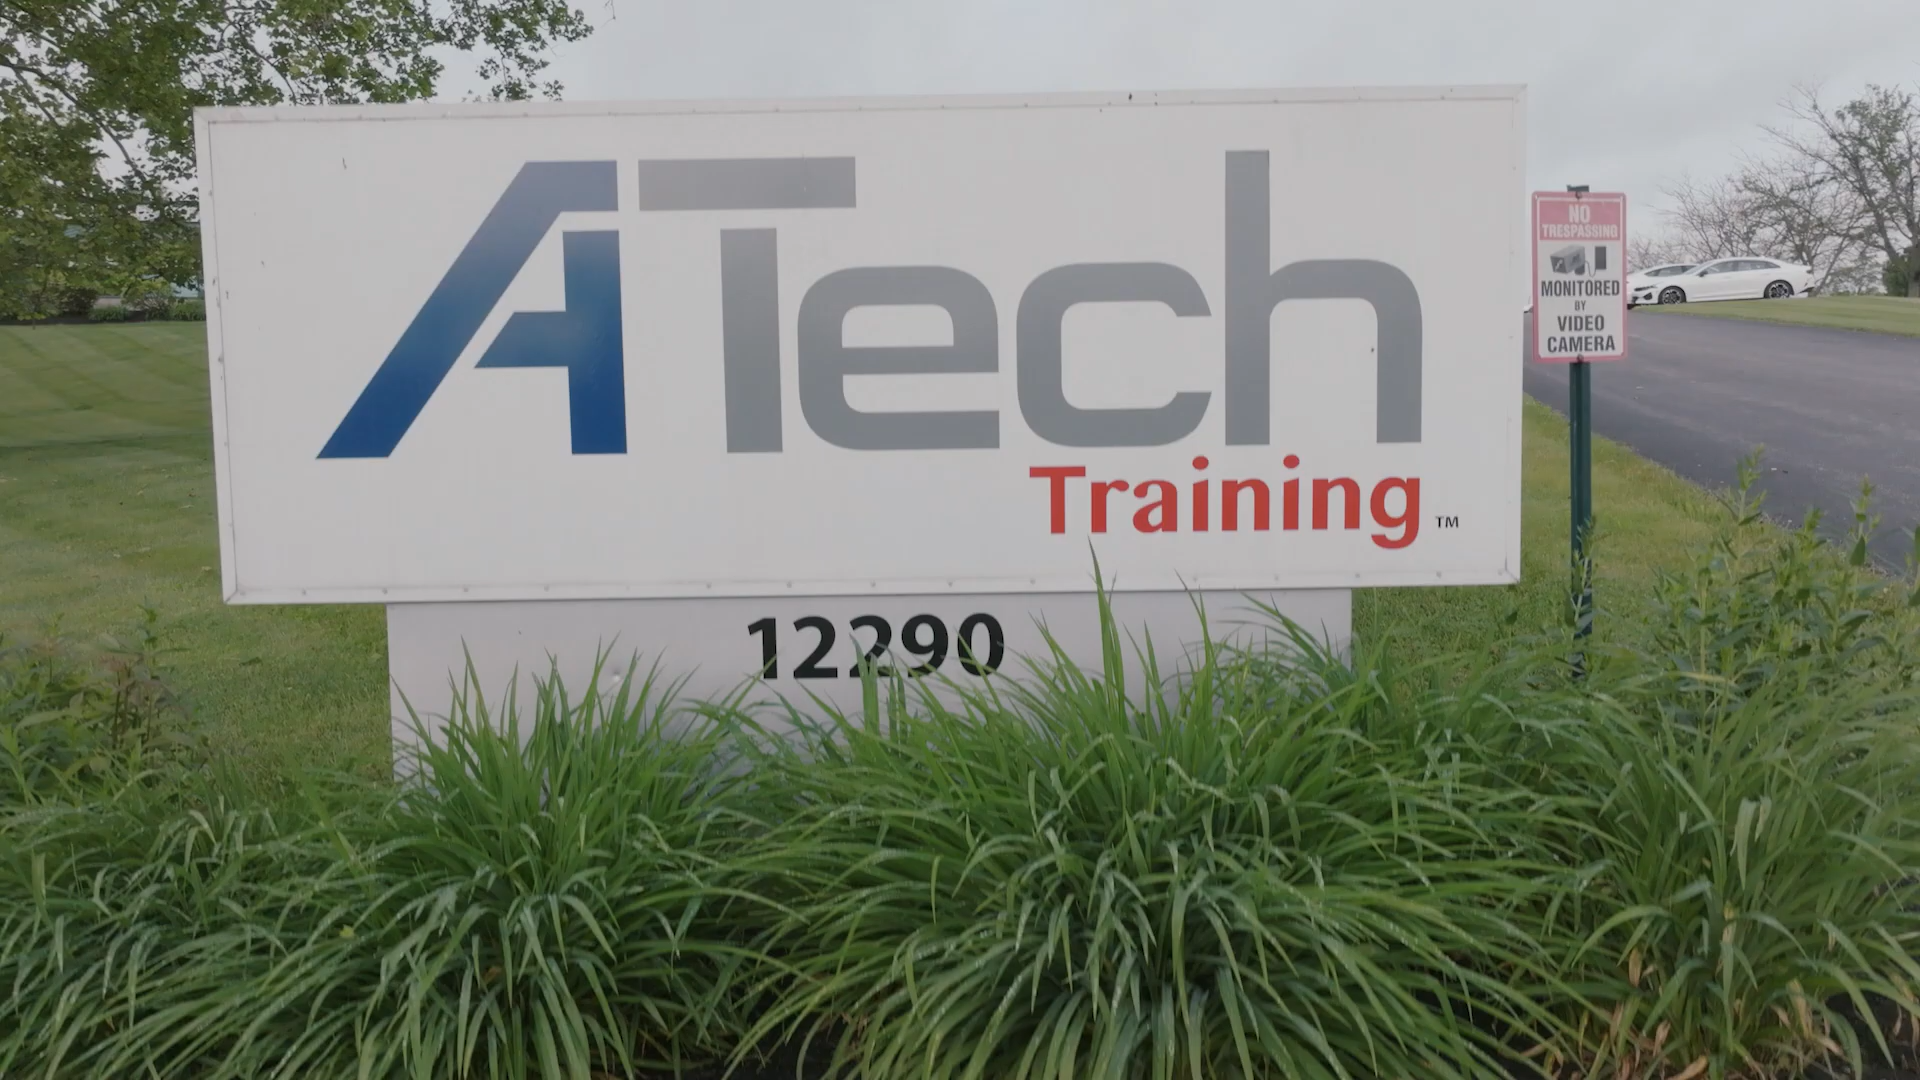 ATech
Training ™
12290
NO
TRESPASSING
MONITORED
BY
VIDEO
CAMERA